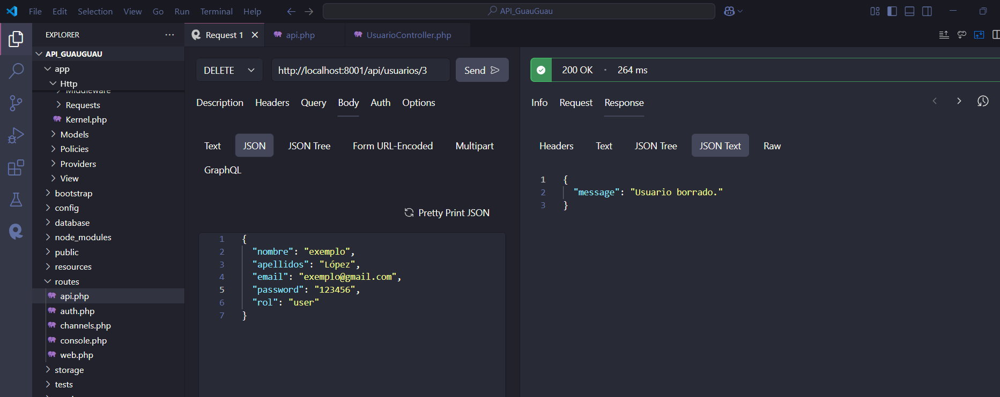 File Edit Selection View Go Run Terminal Help
API_GuauGuau
EXPLORER
API_GUAUGUAU
app
Http
Middleware
Requests
Kernel.php
Models
Policies
Providers
View
bootstrap
config
database
node_modules
public
resources
routes
api.php
auth.php
channels.php
console.php
web.php
storage
tests
Request 1
api.php
UsuarioController.php
DELETE
http://localhost:8001/api/usuarios/3
Send
Description Headers Query Body Auth Options
Text JSON JSON Tree Form URL-Encoded Multipart
GraphQL
Pretty Print JSON
1 {
2 "nombre": "exemplo",
3 "apellidos": "López",
4 "email": "exemplo@gmail.com",
5 "password": "123456",
6 "rol": "user"
7 }
200 OK · 264 ms
Info Request Response
Headers Text JSON Tree JSON Text Raw
1 {
2 "message": "Usuario borrado."
3 }